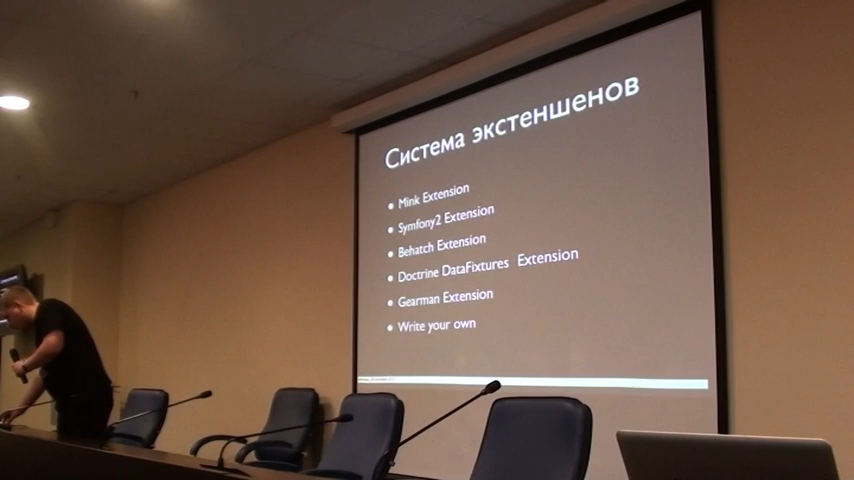 Система экстеншенов
Mink Extension
Symfony2 Extension
Behatch Extension
Doctrine DataFixtures Extension
Gearman Extension
Write your own